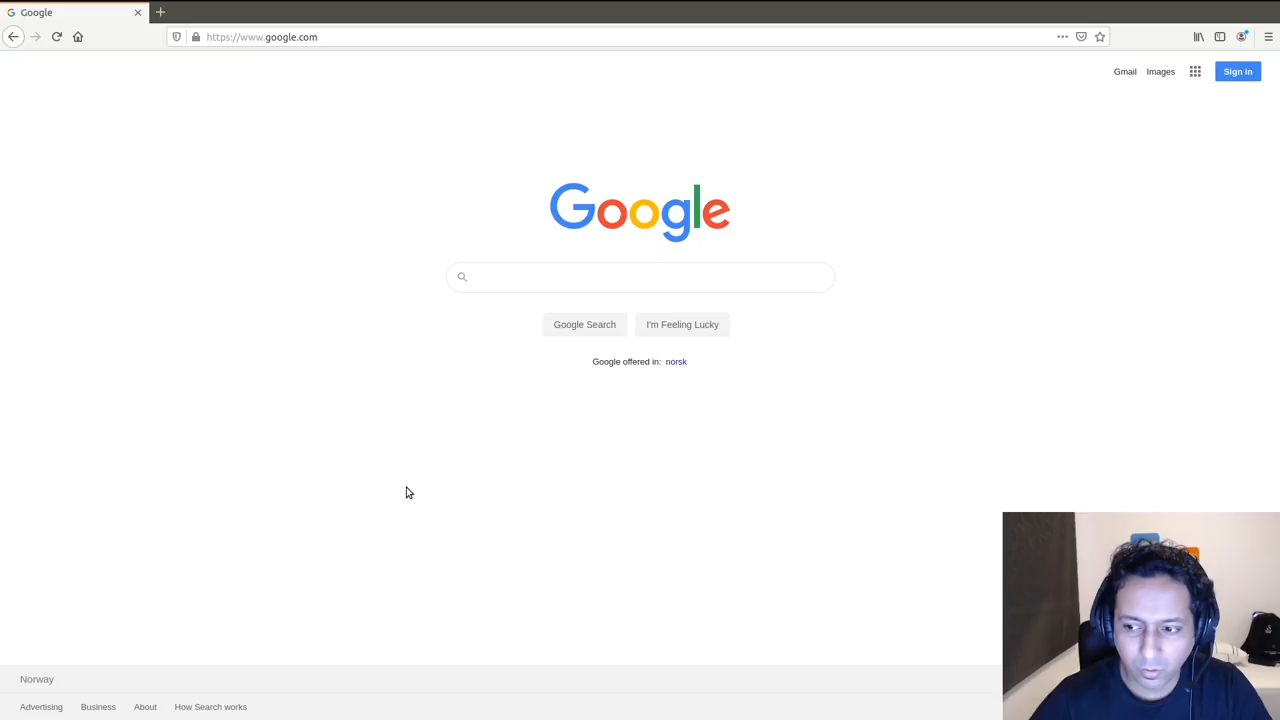 Google
https://www.google.com
Gmail
Images
Sign in
Google
Google Search
I'm Feeling Lucky
Google offered in: norsk
Norway
Advertising
Business
About
How Search works